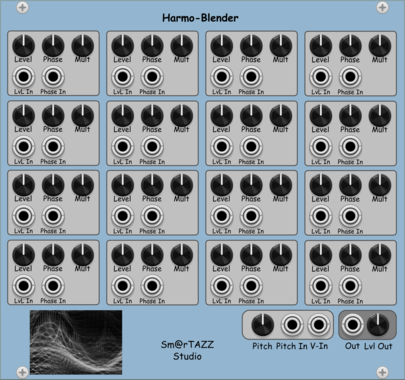 Harmo-Blender
Level Phase Mult Level Phase Mult Level Phase Mult Level Phase Mult
LvL In Phase In LvL In Phase In LvL In Phase In LvL In Phase In
Level Phase Mult Level Phase Mult Level Phase Mult Level Phase Mult
LvL In Phase In LvL In Phase In LvL In Phase In LvL In Phase In
Level Phase Mult Level Phase Mult Level Phase Mult Level Phase Mult
LvL In Phase In LvL In Phase In LvL In Phase In LvL In Phase In
Level Phase Mult Level Phase Mult Level Phase Mult Level Phase Mult
LvL In Phase In LvL In Phase In LvL In Phase In LvL In Phase In
Sm@rTAZZ
Studio
Pitch Pitch In V-In Out Lvl Out